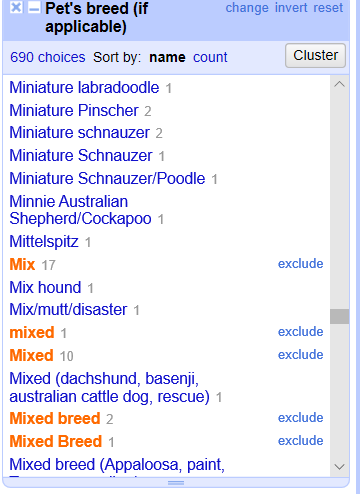 Pet's breed (if
applicable)
change invert reset
690 choices Sort by: name count
Cluster
Miniature labradoodle 1
Miniature Pinscher 2
Miniature schnauzer 2
Miniature Schnauzer 1
Miniature Schnauzer/Poodle 1
Minnie Australian
Shepherd/Cockapoo 1
Mittelspitz 1
Mix 17 exclude
Mix hound 1
Mix/mutt/disaster 1
mixed 1 exclude
Mixed 10 exclude
Mixed (dachshund, basenji,
australian cattle dog, rescue) 1
Mixed breed 2 exclude
Mixed Breed 1 exclude
Mixed breed (Appaloosa, paint,